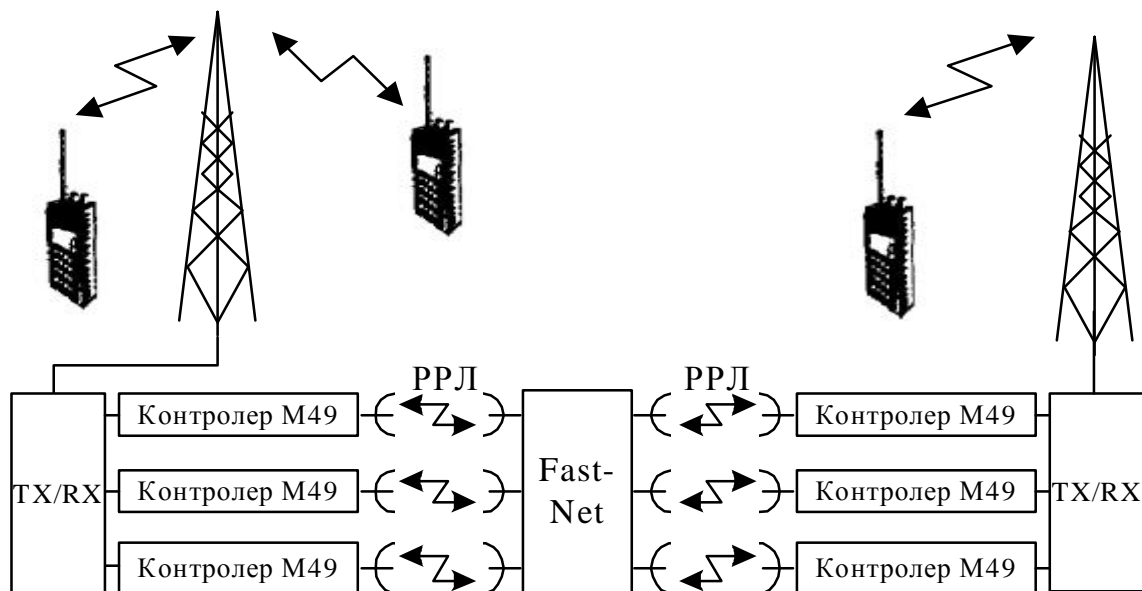 РРЛ РРЛ
Контролер М49 Контролер М49
TX/RX Контролер М49 Fast-
Net Контролер М49 TX/RX
Контролер М49 Контролер М49